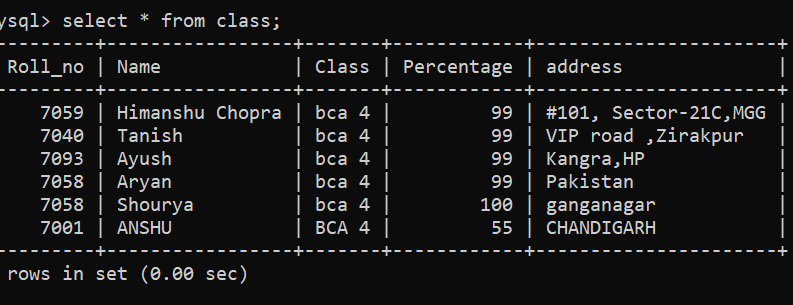 ysql> select * from class;
---------+------------------+-------+------------+----------------------+
Roll_no | Name             | Class | Percentage | address              |
---------+------------------+-------+------------+----------------------+
   7059 | Himanshu Chopra | bca 4 |         99 | #101, Sector-21C,MGG |
   7040 | Tanish          | bca 4 |         99 | VIP road ,Zirakpur   |
   7093 | Ayush           | bca 4 |         99 | Kangra,HP            |
   7058 | Aryan           | bca 4 |         99 | Pakistan             |
   7058 | Shourya         | bca 4 |        100 | ganganagar           |
   7001 | ANSHU           | BCA 4 |         55 | CHANDIGARH           |
---------+------------------+-------+------------+----------------------+
rows in set (0.00 sec)